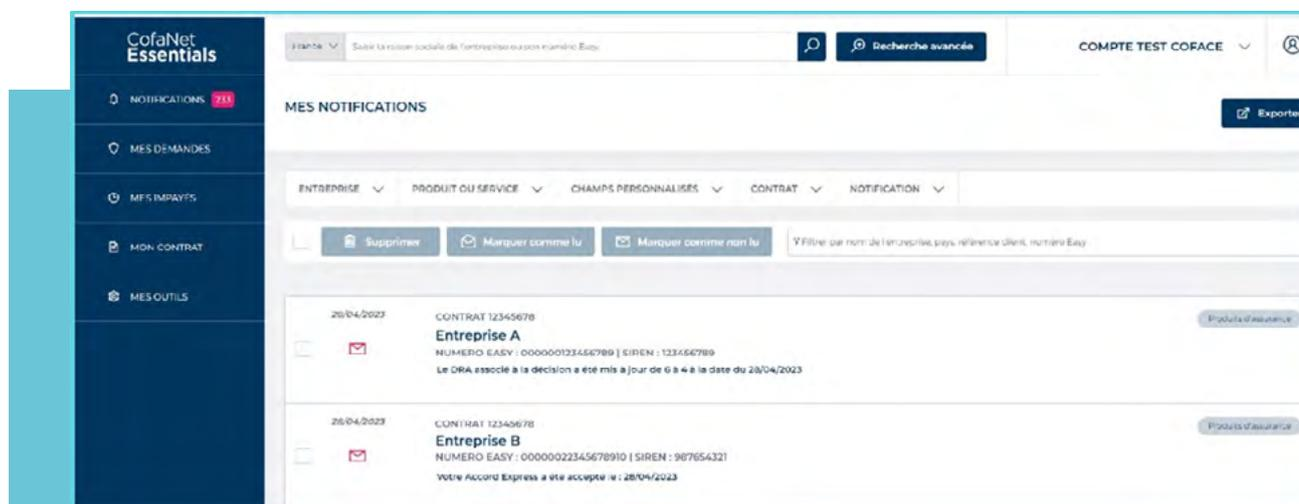 CofaNet
Essentials
France
Saisir la raison sociale de l'entreprise ou son numéro Easy
Recherche avancée
COMPTE TEST COFACE
NOTIFICATIONS 233
MES DEMANDES
MES IMPAYÉS
MON CONTRAT
MES OUTILS
MES NOTIFICATIONS
Exporter
ENTREPRISE
PRODUIT OU SERVICE
CHAMPS PERSONNALISÉS
CONTRAT
NOTIFICATION
Supprimer
Marquer comme lu
Marquer comme non lu
Filtrer par nom de l'entreprise, pays, référence client, numéro Easy
28/04/2023
CONTRAT 12345678
Produits d'assurance
Entreprise A
NUMERO EASY : 000000123456789 | SIREN : 123456789
Le DRA associé à la décision a été mis à jour de 6 à 4 à la date du 28/04/2023
28/04/2023
CONTRAT 12345678
Produits d'assurance
Entreprise B
NUMERO EASY : 00000022345678910 | SIREN : 987654321
Votre Accord Express a été accepté le : 28/04/2023